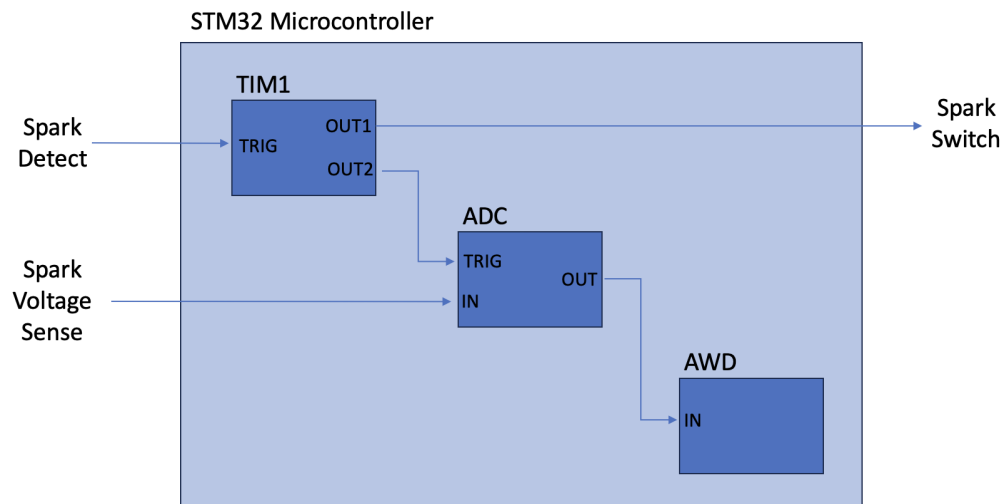 STM32 Microcontroller
TIM1
Spark
Detect
TRIG
OUT1
OUT2
Spark
Switch
ADC
TRIG
IN
OUT
Spark
Voltage
Sense
AWD
IN